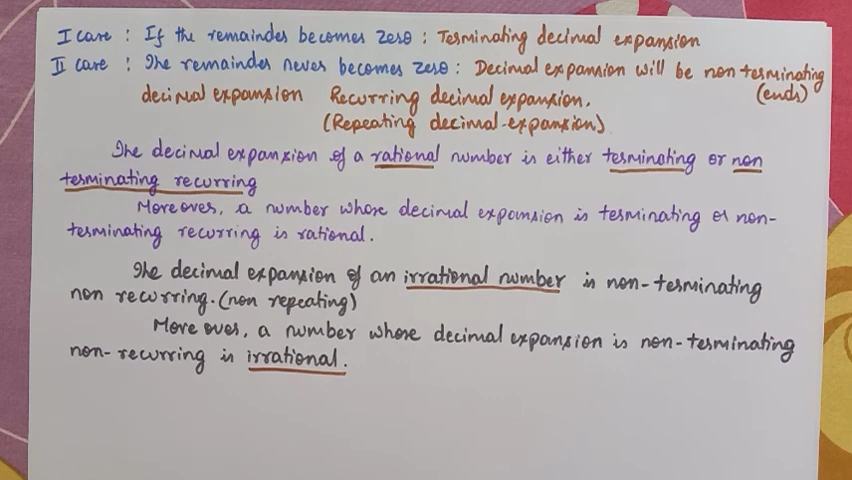 I case : If the remainder becomes zero : Terminating decimal expansion
II case : The remainder never becomes zero : Decimal expansion will be non terminating
(ends)
decimal expansion Recurring decimal expansion.
(Repeating decimal expansion)
The decimal expansion of a rational number is either terminating or non
terminating recurring
Moreover, a number whose decimal expansion is terminating or non-
terminating recurring is rational.
The decimal expansion of an irrational number is non-terminating
non recurring. (non repeating)
Moreover, a number whose decimal expansion is non-terminating
non-recurring is irrational.